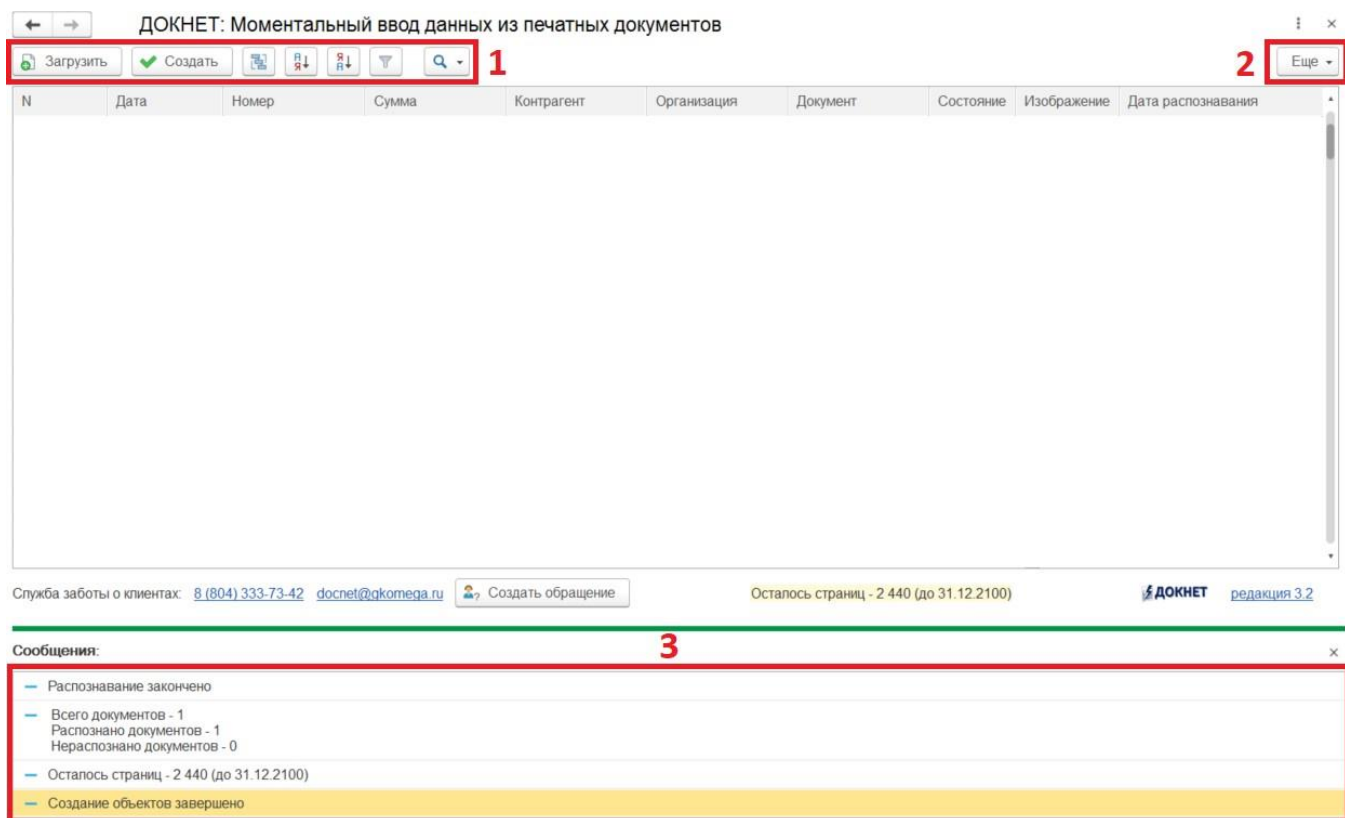 ДОКНЕТ: Моментальный ввод данных из печатных документов
Загрузить Создать 1 2 Еще
N Дата Номер Сумма Контрагент Организация Документ Состояние Изображение Дата распознавания
Служба заботы о клиентах: 8 (804) 333-73-42 docnet@gkomega.ru Создать обращение Осталось страниц - 2 440 (до 31.12.2100) ДОКНЕТ редакция 3.2
Сообщения: 3
Распознавание закончено
Всего документов - 1
Распознано документов - 1
Нераспознано документов - 0
Осталось страниц - 2 440 (до 31.12.2100)
Создание объектов завершено